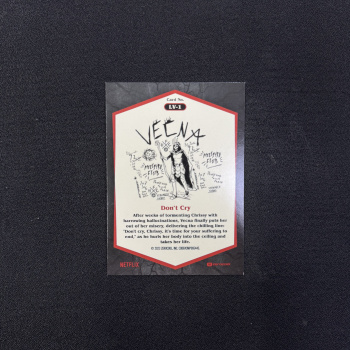 Card No.
LV-1
VECNA
HELLFIRE
CLUB
Don't Cry
After weeks of tormenting Chrissy with
harrowing hallucinations, Vecna finally puts her
out of her misery, delivering the chilling line:
"Don't cry, Chrissy. It's time for your suffering to
end," as he hurls her body into the ceiling and
takes her life.
NETFLIX